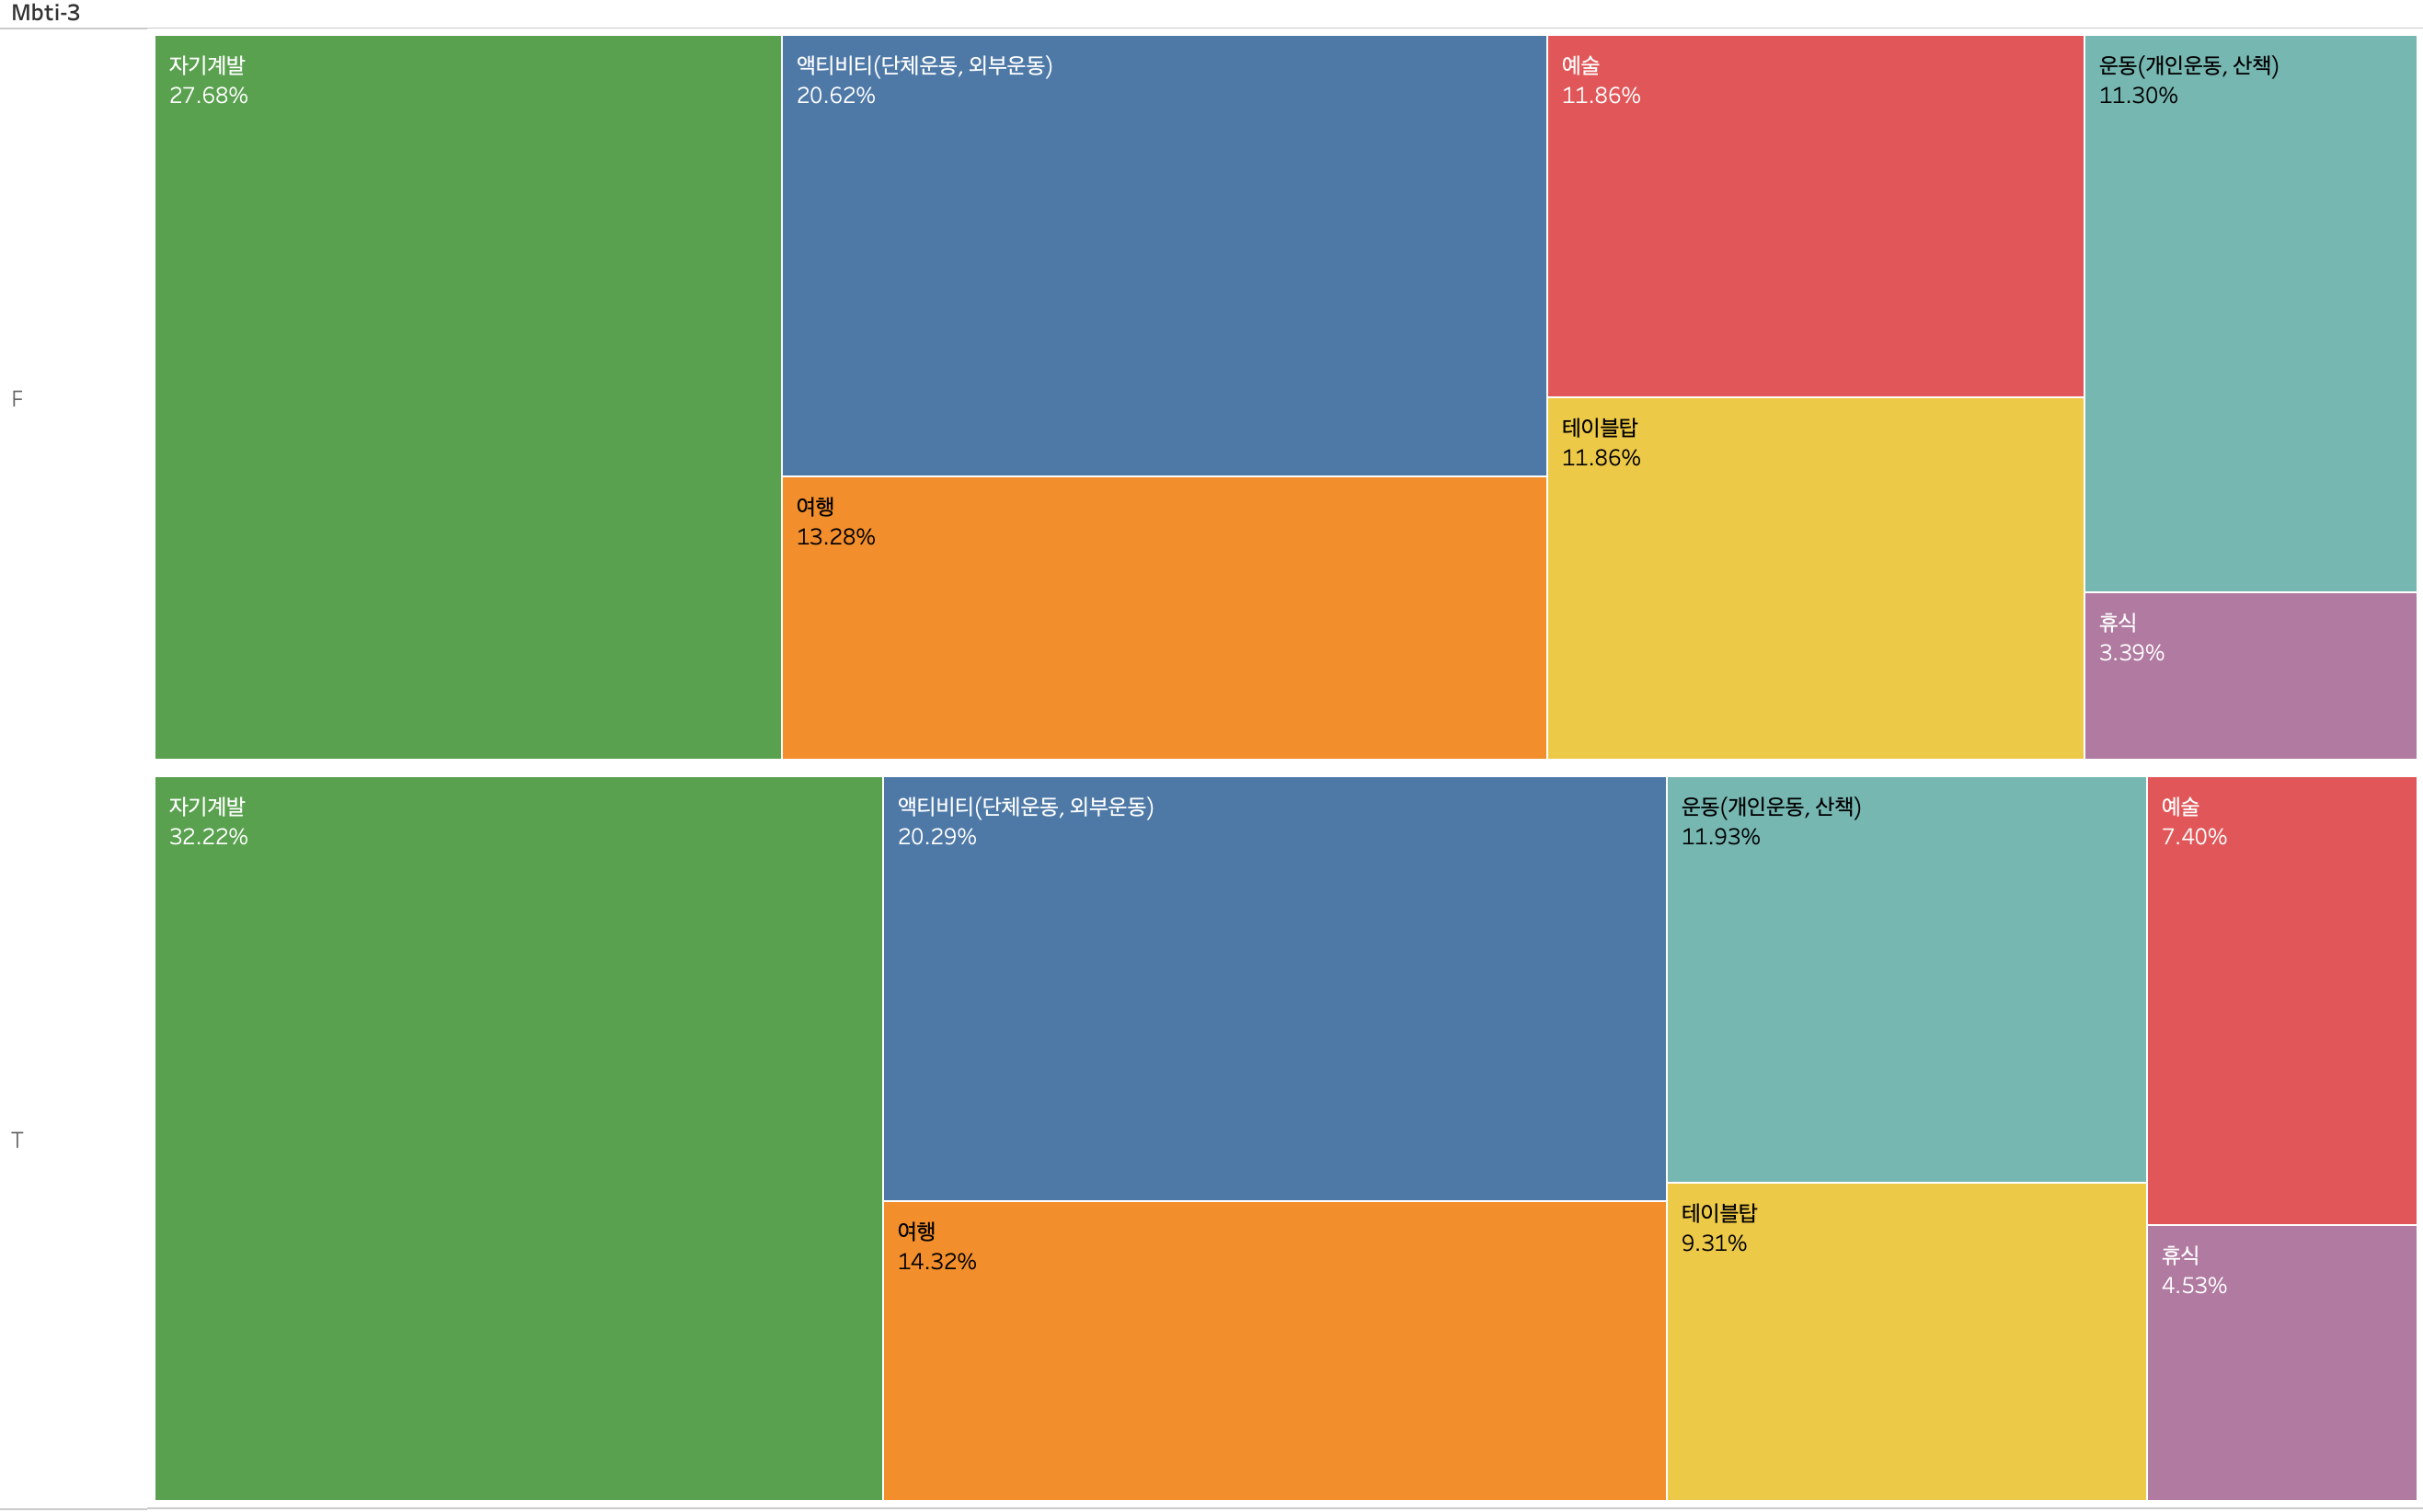 Mbti-3
F
자기계발
27.68%
액티비티(단체운동, 외부운동)
20.62%
여행
13.28%
예술
11.86%
테이블탑
11.86%
운동(개인운동, 산책)
11.30%
휴식
3.39%
T
자기계발
32.22%
액티비티(단체운동, 외부운동)
20.29%
여행
14.32%
운동(개인운동, 산책)
11.93%
테이블탑
9.31%
예술
7.40%
휴식
4.53%